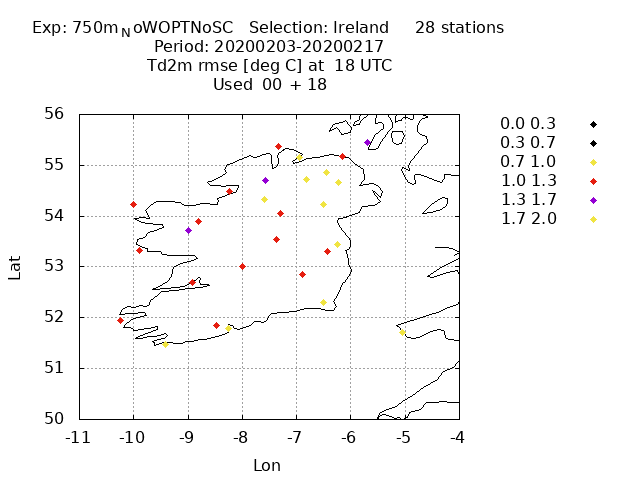 Exp: 750mNoWOPTNoSC Selection: Ireland 28 stations
Period: 20200203-20200217
Td2m rmse [deg C] at 18 UTC
Used 00 + 18
56
55
54
53
52
51
50
-11 -10 -9 -8 -7 -6 -5 -4
Lat
Lon
0.0 0.3
0.3 0.7
0.7 1.0
1.0 1.3
1.3 1.7
1.7 2.0